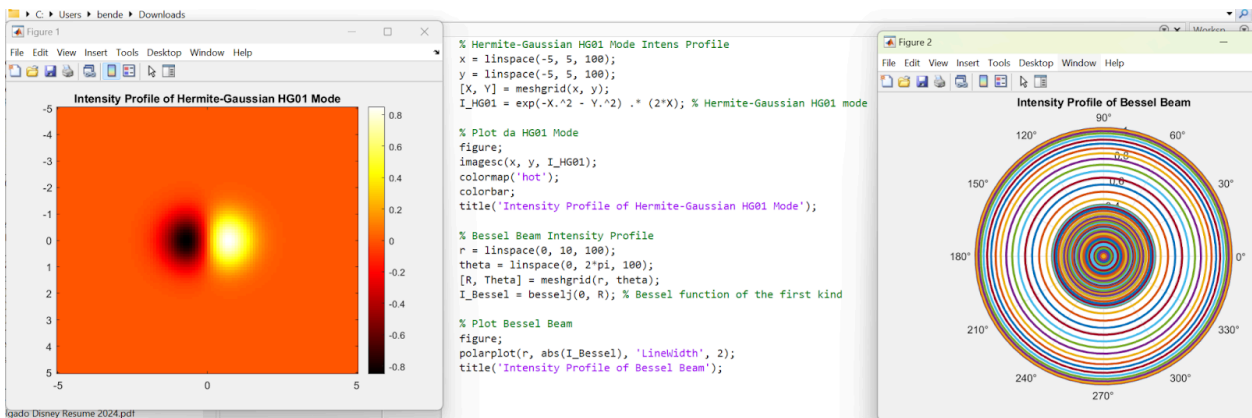 C: Users bende Downloads
Figure 1
File Edit View Insert Tools Desktop Window Help
Intensity Profile of Hermite-Gaussian HG01 Mode
-5
-4
-3
-2
-1
0
1
2
3
4
5
-5 0 5
0.8
0.6
0.4
0.2
0
-0.2
-0.4
-0.6
-0.8
lgado Disney Resume 2024.pdf
% Hermite-Gaussian HG01 Mode Intens Profile
x = linspace(-5, 5, 100);
y = linspace(-5, 5, 100);
[X, Y] = meshgrid(x, y);
I_HG01 = exp(-X.^2 - Y.^2) .* (2*X); % Hermite-Gaussian HG01 mode
% Plot da HG01 Mode
figure;
imagesc(x, y, I_HG01);
colormap('hot');
colorbar;
title('Intensity Profile of Hermite-Gaussian HG01 Mode');
% Bessel Beam Intensity Profile
r = linspace(0, 10, 100);
theta = linspace(0, 2*pi, 100);
[R, Theta] = meshgrid(r, theta);
I_Bessel = besselj(0, R); % Bessel function of the first kind
% Plot Bessel Beam
figure;
polarplot(r, abs(I_Bessel), 'LineWidth', 2);
title('Intensity Profile of Bessel Beam');
Worksp
Figure 2
File Edit View Insert Tools Desktop Window Help
Intensity Profile of Bessel Beam
90°
120° 60°
150° 30°
180° 0°
210° 330°
240° 300°
270°
0.8
0.6